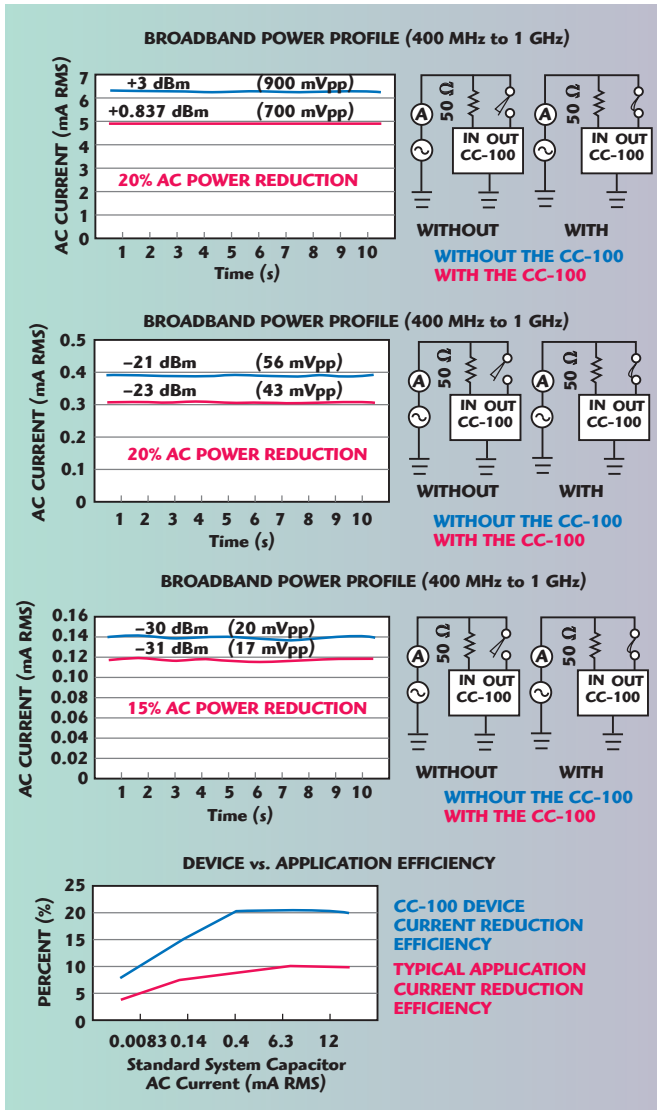 BROADBAND POWER PROFILE (400 MHz to 1 GHz)
AC CURRENT (mA RMS)
7
6
5
4
3
2
1
0
+3 dBm (900 mVpp)
+0.837 dBm (700 mVpp)
20% AC POWER REDUCTION
1 2 3 4 5 6 7 8 9 10
Time (s)
A
50 Ω
IN OUT
CC-100
A
50 Ω
IN OUT
CC-100
WITHOUT WITH
WITHOUT THE CC-100
WITH THE CC-100
BROADBAND POWER PROFILE (400 MHz to 1 GHz)
AC CURRENT (mA RMS)
0.5
0.4
0.3
0.2
0.1
0
–21 dBm (56 mVpp)
–23 dBm (43 mVpp)
20% AC POWER REDUCTION
1 2 3 4 5 6 7 8 9 10
Time (s)
A
50 Ω
IN OUT
CC-100
A
50 Ω
IN OUT
CC-100
WITHOUT WITH
WITHOUT THE CC-100
WITH THE CC-100
BROADBAND POWER PROFILE (400 MHz to 1 GHz)
AC CURRENT (mA RMS)
0.16
0.14
0.12
0.10
0.08
0.06
0.04
0.02
0
–30 dBm (20 mVpp)
–31 dBm (17 mVpp)
15% AC POWER REDUCTION
1 2 3 4 5 6 7 8 9 10
Time (s)
A
50 Ω
IN OUT
CC-100
A
50 Ω
IN OUT
CC-100
WITHOUT WITH
WITHOUT THE CC-100
WITH THE CC-100
DEVICE vs. APPLICATION EFFICIENCY
PERCENT (%)
25
20
15
10
5
0
0.0083 0.14 0.4 6.3 12
Standard System Capacitor
AC Current (mA RMS)
CC-100 DEVICE
CURRENT REDUCTION
EFFICIENCY
TYPICAL APPLICATION
CURRENT REDUCTION
EFFICIENCY